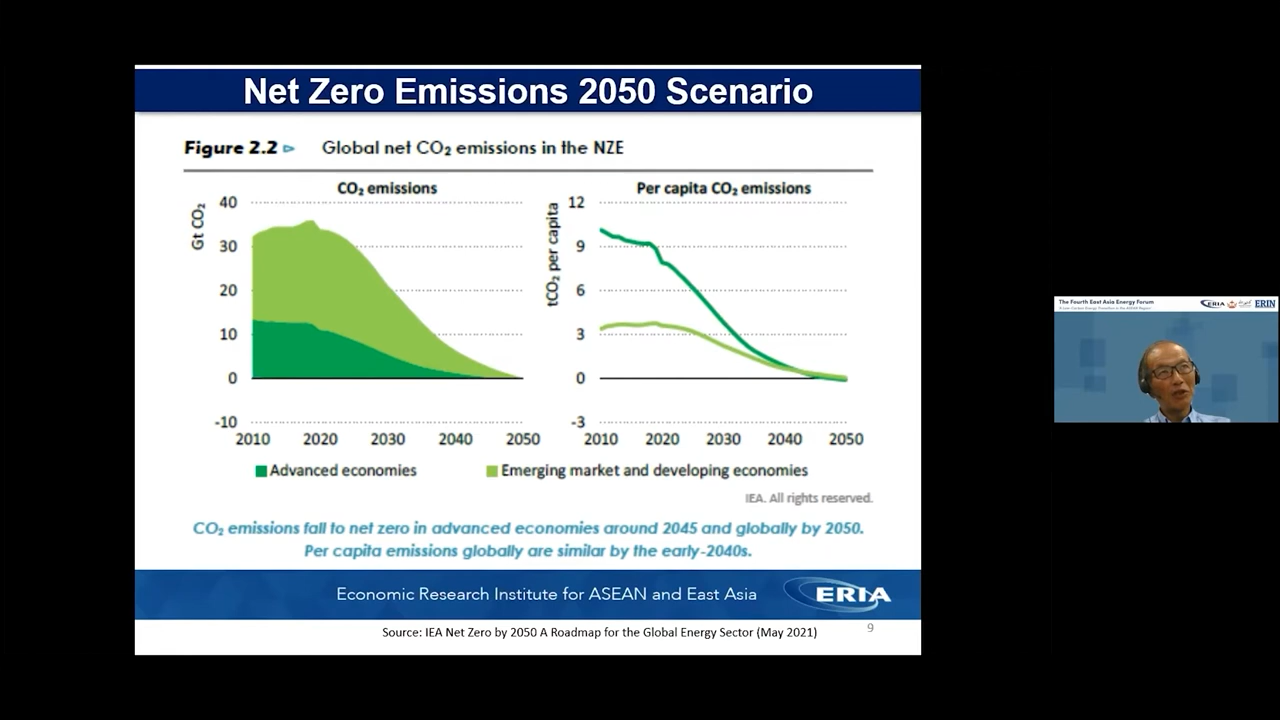 Net Zero Emissions 2050 Scenario
Figure 2.2 ▻ Global net CO₂ emissions in the NZE
CO₂ emissions
Gt CO₂
40
30
20
10
0
-10
2010 2020 2030 2040 2050
Per capita CO₂ emissions
tCO₂ per capita
12
9
6
3
0
-3
2010 2020 2030 2040 2050
Advanced economies
Emerging market and developing economies
IEA. All rights reserved.
CO₂ emissions fall to net zero in advanced economies around 2045 and globally by 2050.
Per capita emissions globally are similar by the early-2040s.
Economic Research Institute for ASEAN and East Asia
ERIA
Source: IEA Net Zero by 2050 A Roadmap for the Global Energy Sector (May 2021)
9
The Fourth East Asia Energy Forum
ERIA
ERIN